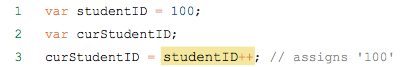 1 var studentID = 100;
2 var curStudentID;
3 curStudentID = studentID++; // assigns '100'